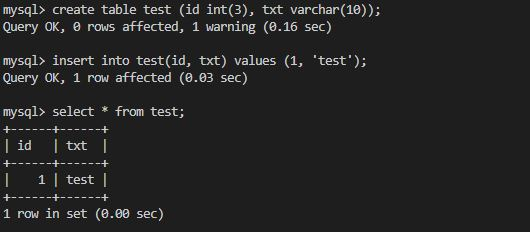 mysql> create table test (id int(3), txt varchar(10));
Query OK, 0 rows affected, 1 warning (0.16 sec)
mysql> insert into test(id, txt) values (1, 'test');
Query OK, 1 row affected (0.03 sec)
mysql> select * from test;
+------+------+
| id   | txt  |
+------+------+
|    1 | test |
+------+------+
1 row in set (0.00 sec)